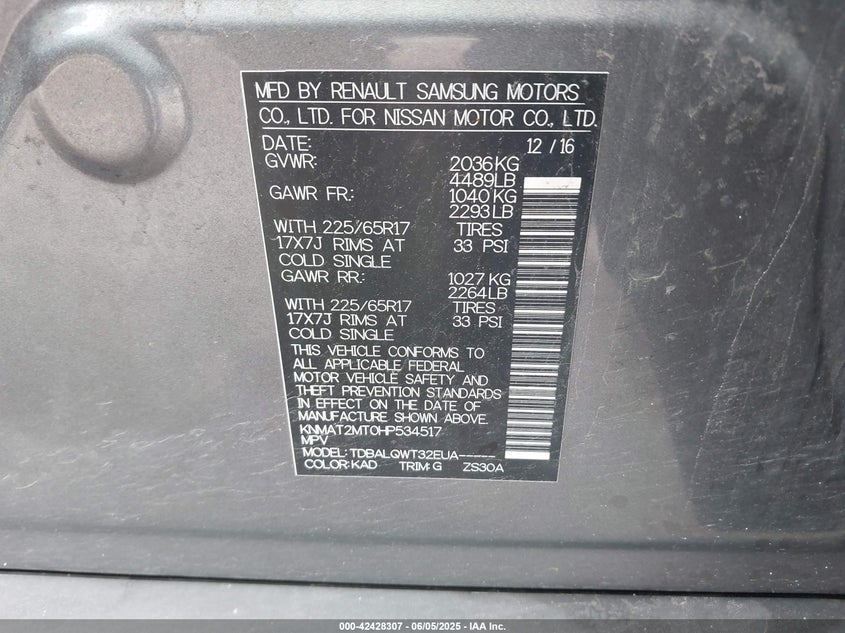 MFD BY RENAULT SAMSUNG MOTORS
CO., LTD. FOR NISSAN MOTOR CO., LTD.
DATE: 12 / 16
GVWR: 2036KG
4489LB
GAWR FR.: 1040KG
2293LB
WITH 225/65R17 TIRES
17X7J RIMS AT 33 PSI
COLD SINGLE
GAWR RR.: 1027KG
2264LB
WITH 225/65R17 TIRES
17X7J RIMS AT 33 PSI
COLD SINGLE
THIS VEHICLE CONFORMS TO
ALL APPLICABLE FEDERAL
MOTOR VEHICLE SAFETY AND
THEFT PREVENTION STANDARDS
IN EFFECT ON THE DATE OF
MANUFACTURE SHOWN ABOVE.
KNMAT2MT0HP534517
MPV
MODEL: TDBALQWT32EUA-----
COLOR:KAD TRIM:G ZS30A
000-42428307 - 06/05/2025 - IAA Inc.